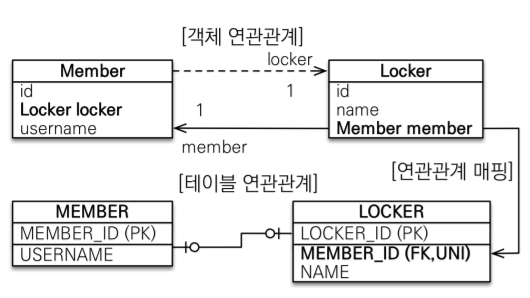 [객체 연관관계]
locker
Member
Locker
id
Locker locker
username
1
1
id
name
Member member
member
[연관관계 매핑]
[테이블 연관관계]
MEMBER
MEMBER_ID (PK)
USERNAME
LOCKER
LOCKER_ID (PK)
MEMBER_ID (FK,UNI)
NAME